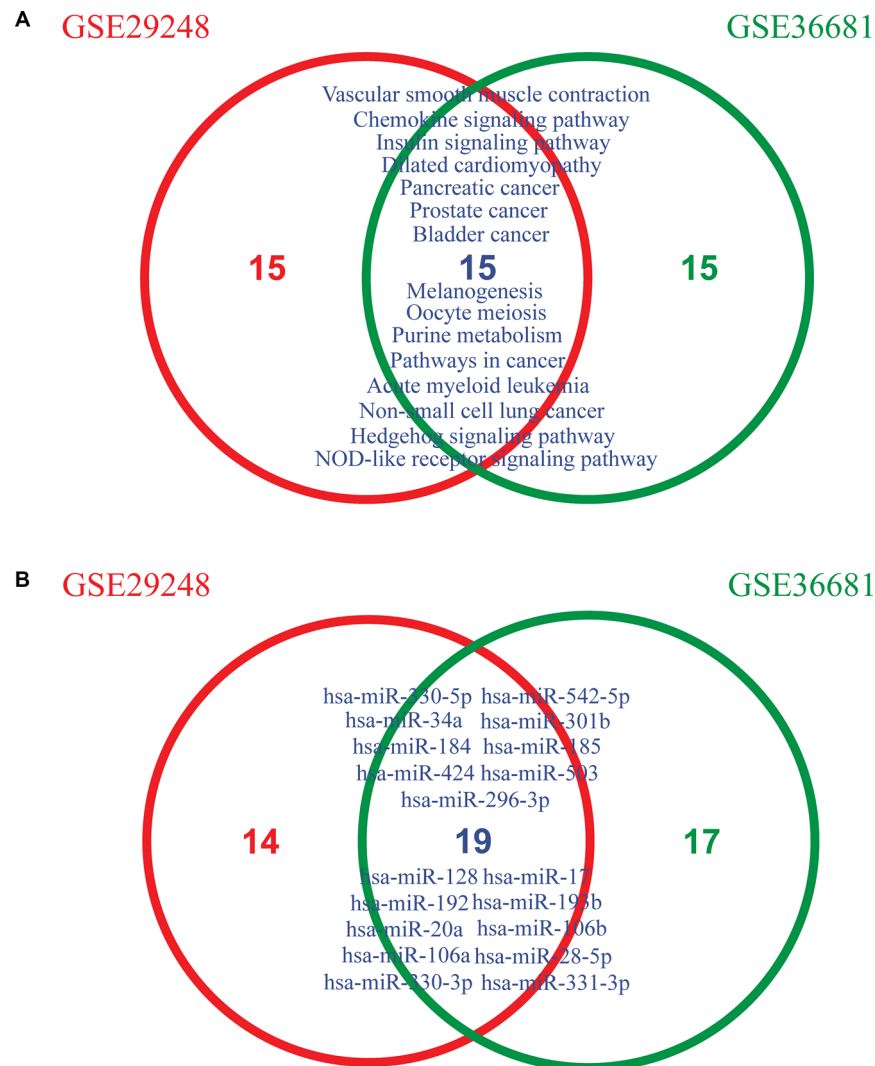 A
GSE29248 GSE36681
Vascular smooth muscle contraction
Chemokine signaling pathway
Insulin signaling pathway
Dilated cardiomyopathy
Pancreatic cancer
Prostate cancer
Bladder cancer
15 15 15
Melanogenesis
Oocyte meiosis
Purine metabolism
Pathways in cancer
Acute myeloid leukemia
Non-small cell lung cancer
Hedgehog signaling pathway
NOD-like receptor signaling pathway
B
GSE29248 GSE36681
hsa-miR-330-5p hsa-miR-542-5p
hsa-miR-34a hsa-miR-301b
hsa-miR-184 hsa-miR-185
hsa-miR-424 hsa-miR-503
hsa-miR-296-3p
14 19 17
hsa-miR-128 hsa-miR-17
hsa-miR-192 hsa-miR-193b
hsa-miR-20a hsa-miR-106b
hsa-miR-106a hsa-miR-28-5p
hsa-miR-330-3p hsa-miR-331-3p